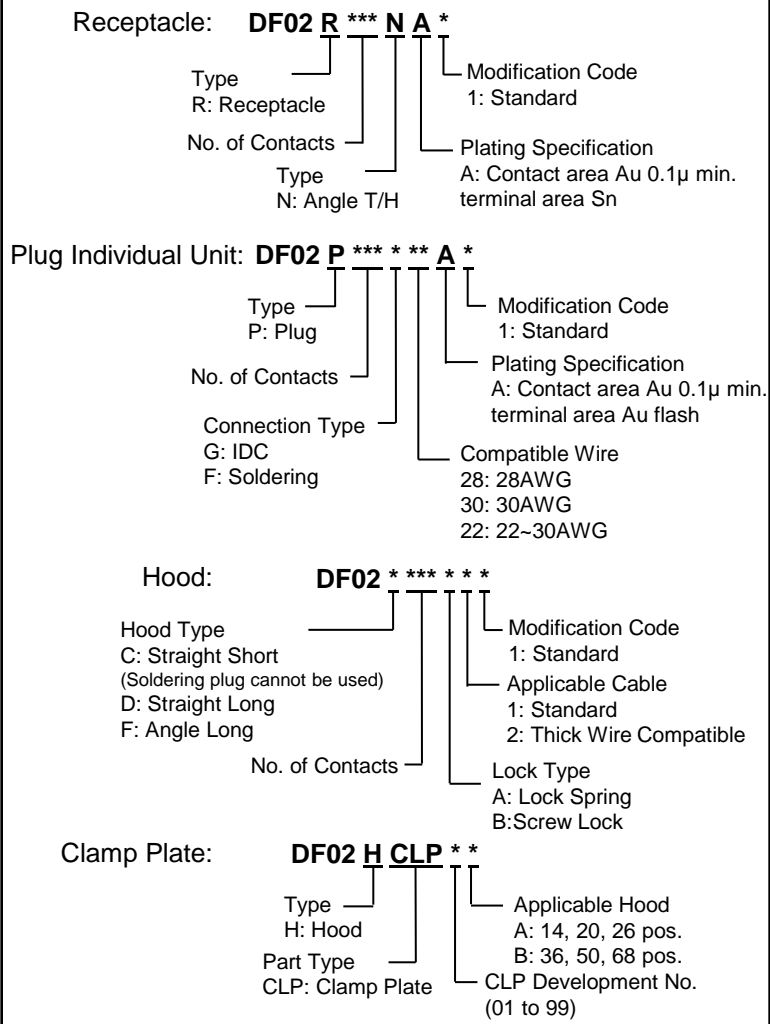 Receptacle: DF02 R *** N A *
Type
R: Receptacle
No. of Contacts
Type
N: Angle T/H
Modification Code
1: Standard
Plating Specification
A: Contact area Au 0.1μ min.
terminal area Sn
Plug Individual Unit: DF02 P *** * ** A *
Type
P: Plug
No. of Contacts
Connection Type
G: IDC
F: Soldering
Modification Code
1: Standard
Plating Specification
A: Contact area Au 0.1μ min.
terminal area Au flash
Compatible Wire
28: 28AWG
30: 30AWG
22: 22~30AWG
Hood: DF02 * *** * * *
Hood Type
C: Straight Short
(Soldering plug cannot be used)
D: Straight Long
F: Angle Long
No. of Contacts
Modification Code
1: Standard
Applicable Cable
1: Standard
2: Thick Wire Compatible
Lock Type
A: Lock Spring
B:Screw Lock
Clamp Plate: DF02 H CLP * *
Type
H: Hood
Part Type
CLP: Clamp Plate
Applicable Hood
A: 14, 20, 26 pos.
B: 36, 50, 68 pos.
CLP Development No.
(01 to 99)